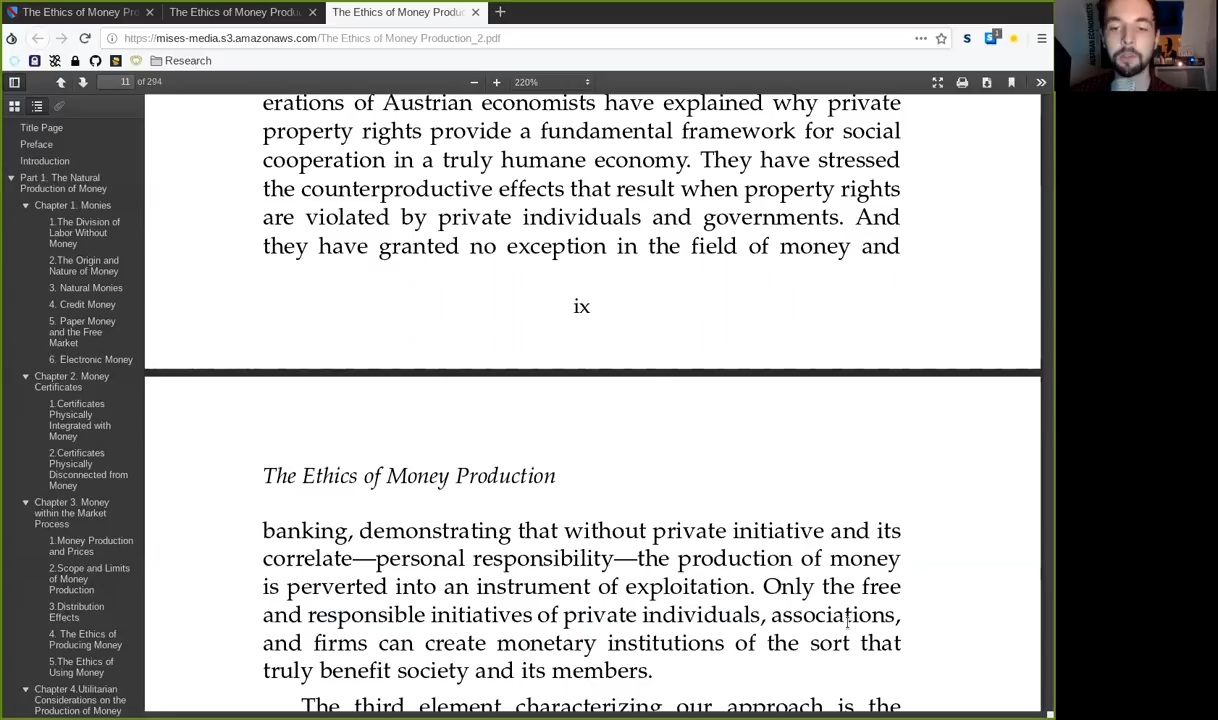 The Ethics of Money Pro
The Ethics of Money Produ
The Ethics of Money Produc
https://mises-media.s3.amazonaws.com/The Ethics of Money Production_2.pdf
S
S 1
Research
11 of 294
220%
Title Page
Preface
Introduction
Part 1. The Natural
Production of Money
Chapter 1. Monies
1.The Division of
Labor Without
Money
2.The Origin and
Nature of Money
3. Natural Monies
4. Credit Money
5. Paper Money
and the Free
Market
6. Electronic Money
Chapter 2. Money
Certificates
1.Certificates
Physically
Integrated with
Money
2.Certificates
Physically
Disconnected from
Money
Chapter 3. Money
within the Market
Process
1.Money Production
and Prices
2.Scope and Limits
of Money
Production
3.Distribution
Effects
4. The Ethics of
Producing Money
5.The Ethics of
Using Money
Chapter 4.Utilitarian
Considerations on the
Production of Money
erations of Austrian economists have explained why private
property rights provide a fundamental framework for social
cooperation in a truly humane economy. They have stressed
the counterproductive effects that result when property rights
are violated by private individuals and governments. And
they have granted no exception in the field of money and
ix
The Ethics of Money Production
banking, demonstrating that without private initiative and its
correlate—personal responsibility—the production of money
is perverted into an instrument of exploitation. Only the free
and responsible initiatives of private individuals, associations,
and firms can create monetary institutions of the sort that
truly benefit society and its members.
The third element characterizing our approach is the